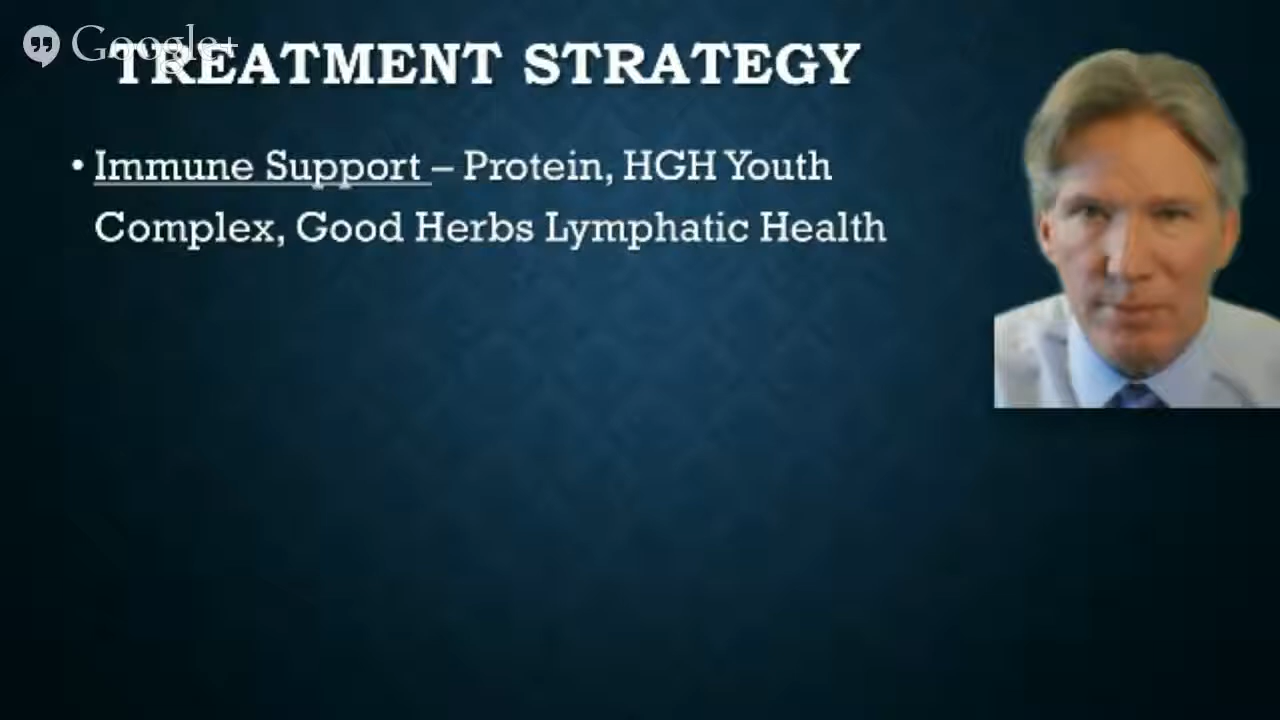 Google+
TREATMENT STRATEGY
• Immune Support – Protein, HGH Youth
Complex, Good Herbs Lymphatic Health